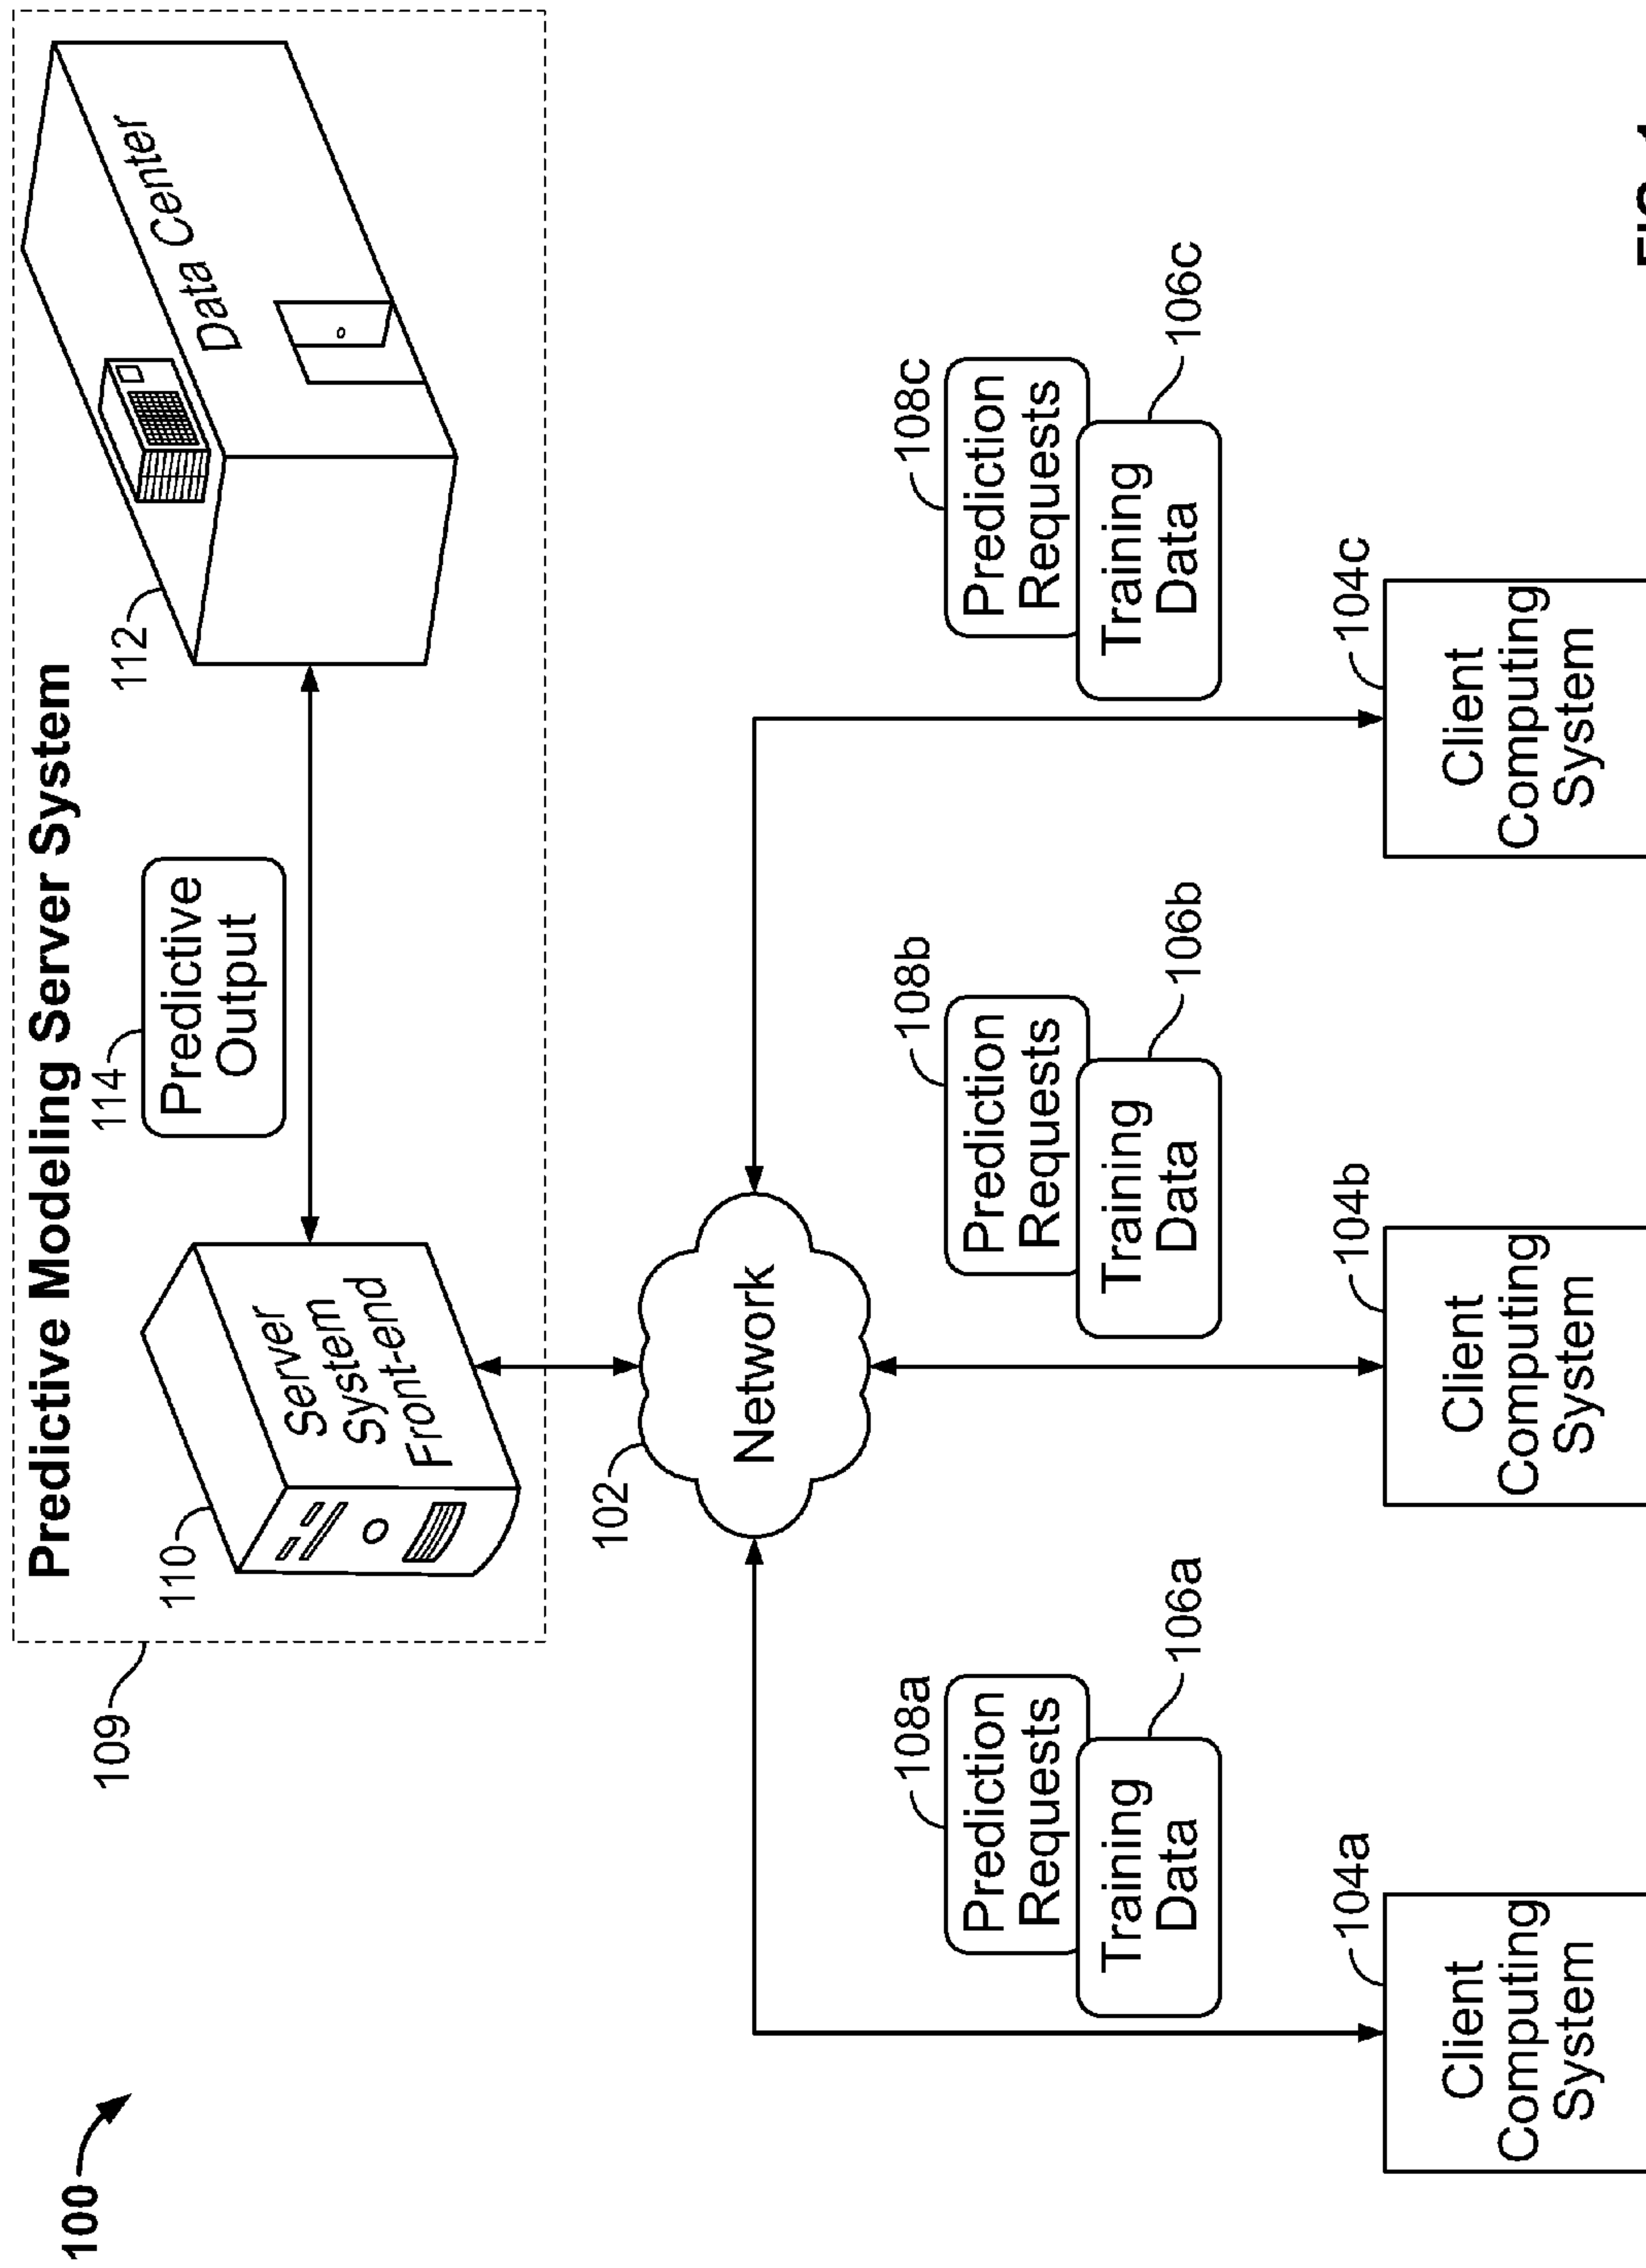 100
109
Predictive Modeling Server System
110
Server
System
Front-end
114
Predictive
Output
112
Data Center
102
Network
108a
Prediction
Requests
Training
Data
106a
108b
Prediction
Requests
Training
Data
106b
108c
Prediction
Requests
Training
Data
106c
104a
Client
Computing
System
104b
Client
Computing
System
104c
Client
Computing
System